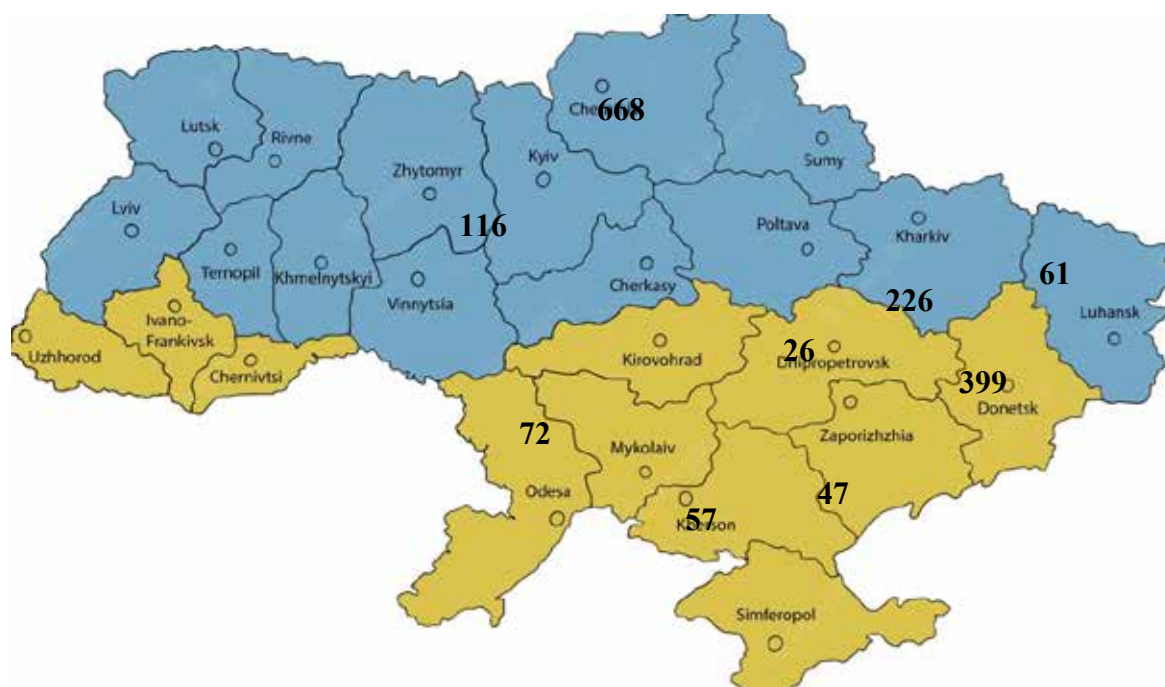 668
Lutsk
Rivne
Kyiv
Sumy
Zhytomyr
Lviv
116
Poltava
Kharkiv
Ternopil
Khmelnytskyi
Cherkasy
61
Vinnytsia
226
Luhansk
Ivano-
Frankivsk
Uzhhorod
Chernivtsi
Kirovohrad
26
Dnipropetrovsk
399
Donetsk
72
Mykolaiv
Zaporizhzhia
Odesa
47
57
Kherson
Simferopol